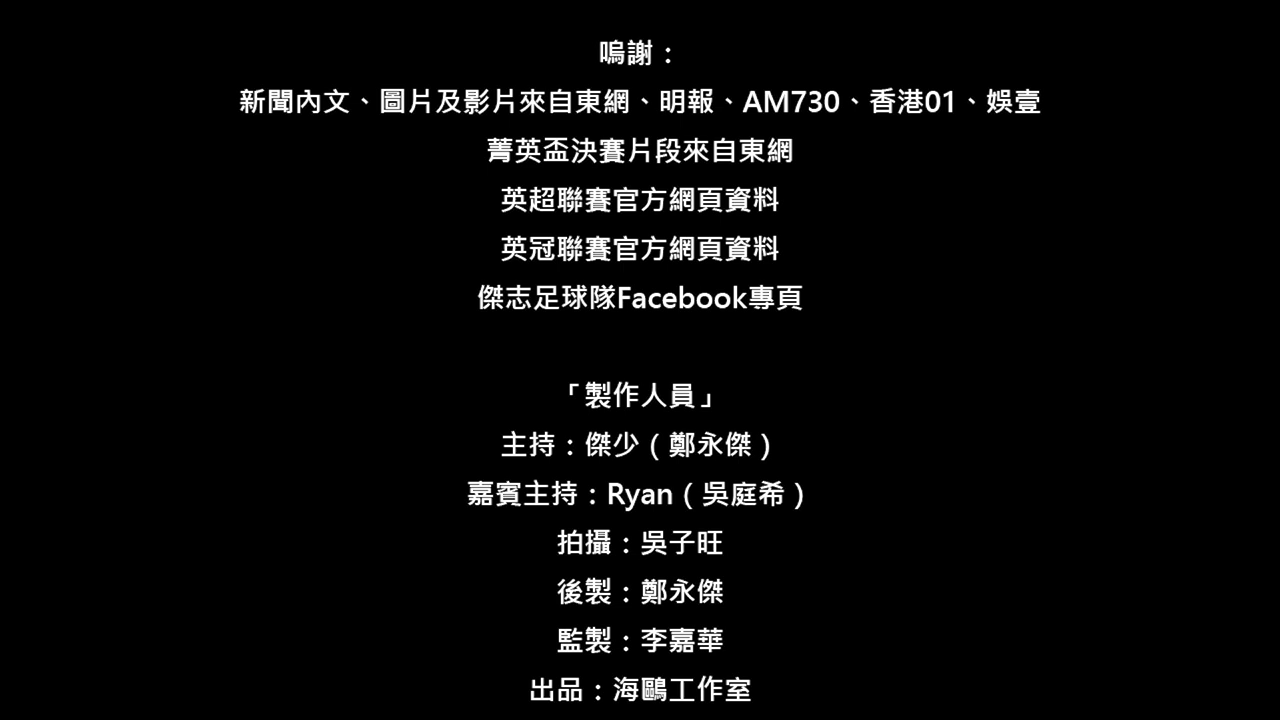 嗚謝：
新聞內文、圖片及影片來自東網、明報、AM730、香港01、娛壹
菁英盃決賽片段來自東網
英超聯賽官方網頁資料
英冠聯賽官方網頁資料
傑志足球隊Facebook專頁
「製作人員」
主持：傑少（鄭永傑）
嘉賓主持：Ryan（吳庭希）
拍攝：吳子旺
後製：鄭永傑
監製：李嘉華
出品：海鷗工作室